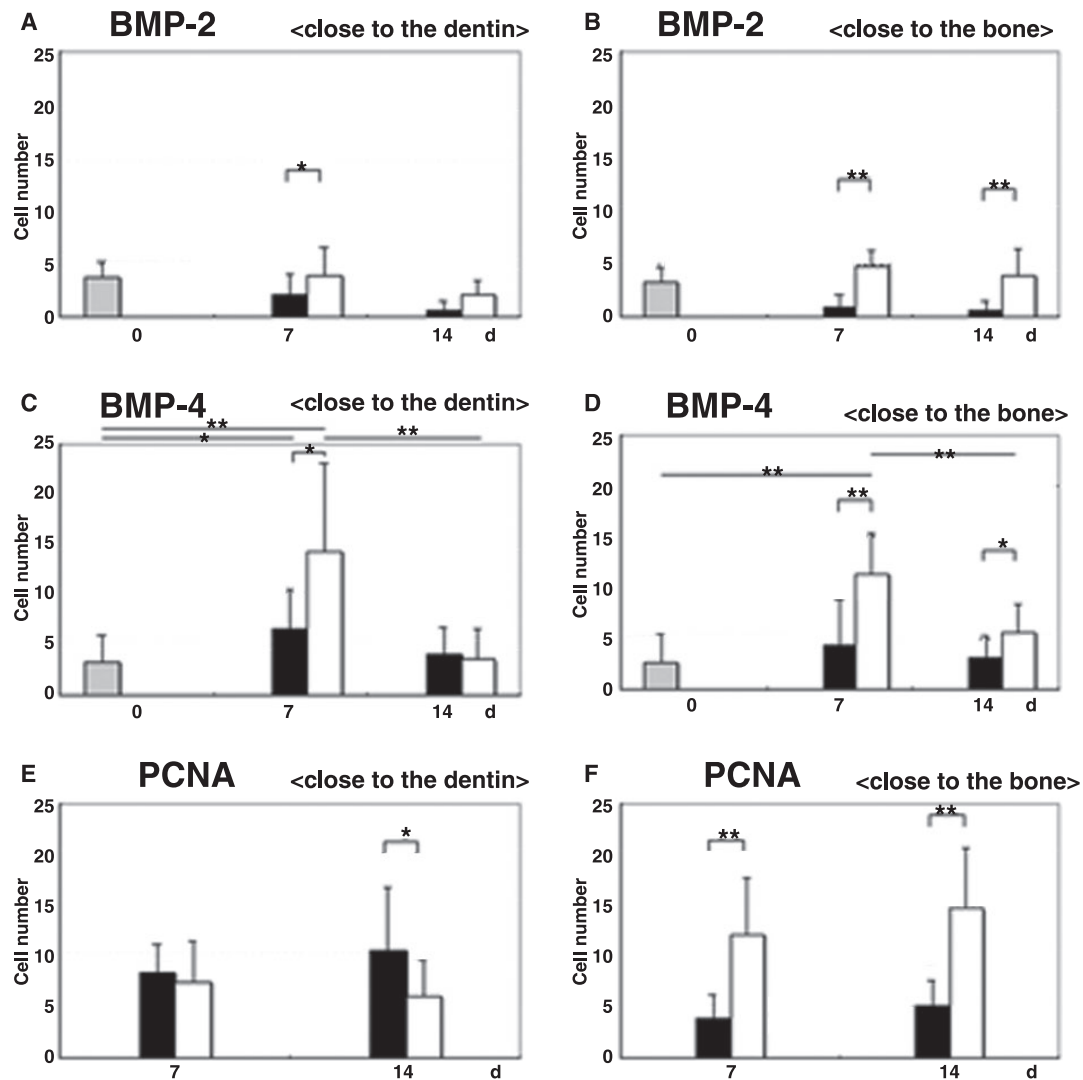 A BMP-2 <close to the dentin>
25
20
15
10
5
0
Cell number
*
0 7 14 d
B BMP-2 <close to the bone>
25
20
15
10
5
0
Cell number
** **
0 7 14 d
C BMP-4 <close to the dentin>
25
20
15
10
5
0
Cell number
**
* **
*
0 7 14 d
D BMP-4 <close to the bone>
25
20
15
10
5
0
Cell number
**
**
**
*
0 7 14 d
E PCNA <close to the dentin>
25
20
15
10
5
0
Cell number
*
7 14 d
F PCNA <close to the bone>
25
20
15
10
5
0
Cell number
**
**
7 14 d